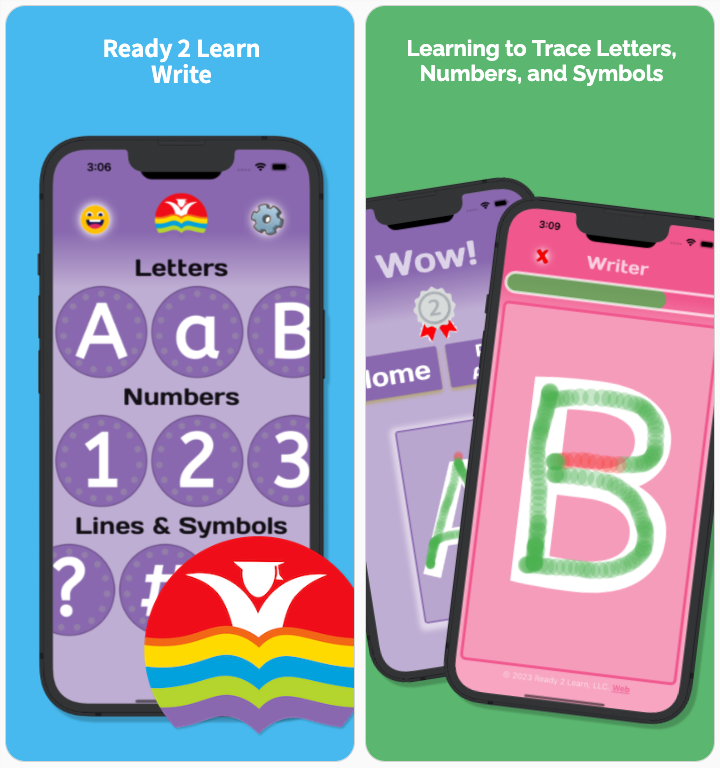 Ready 2 Learn
Write
3:06
Letters
A a B
Numbers
1 2 3
Lines & Symbols
? #
Learning to Trace Letters,
Numbers, and Symbols
Wow!
2
Home
A
3:09
X
Writer
B
© 2023 Ready 2 Learn, LLC. Web